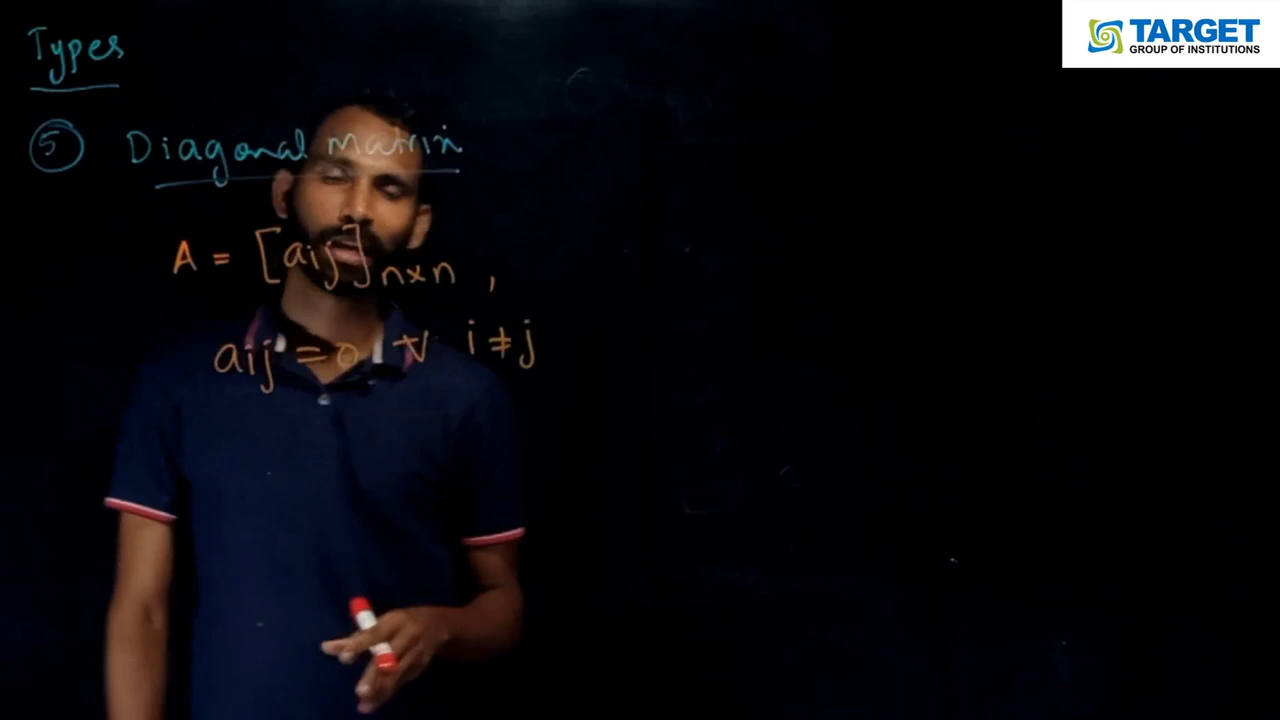 Types
TARGET
GROUP OF INSTITUTIONS
5 Diagonal Matrix
A = [aij]n×n ,
aij = 0 ∀ i ≠ j